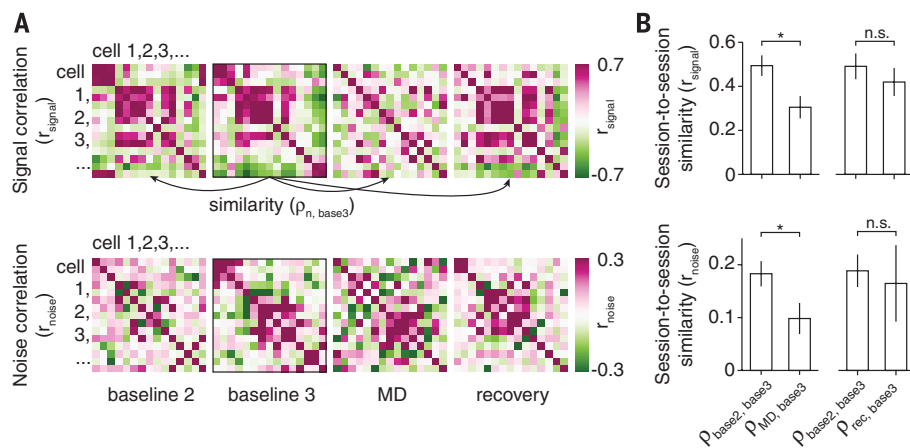 A
cell 1,2,3,...
cell
1,
2,
3,
...
Signal correlation
(r_signal)
0.7
r_signal
-0.7
similarity (ρ_n, base3)
cell 1,2,3,...
cell
1,
2,
3,
...
Noise correlation
(r_noise)
0.3
r_noise
-0.3
baseline 2
baseline 3
MD
recovery
B
Session-to-session
similarity (r_signal)
0.6
0.4
0.2
0
*
n.s.
Session-to-session
similarity (r_noise)
0.2
0.1
0
*
n.s.
ρ_base2, base3
ρ_MD, base3
ρ_base2, base3
ρ_rec, base3